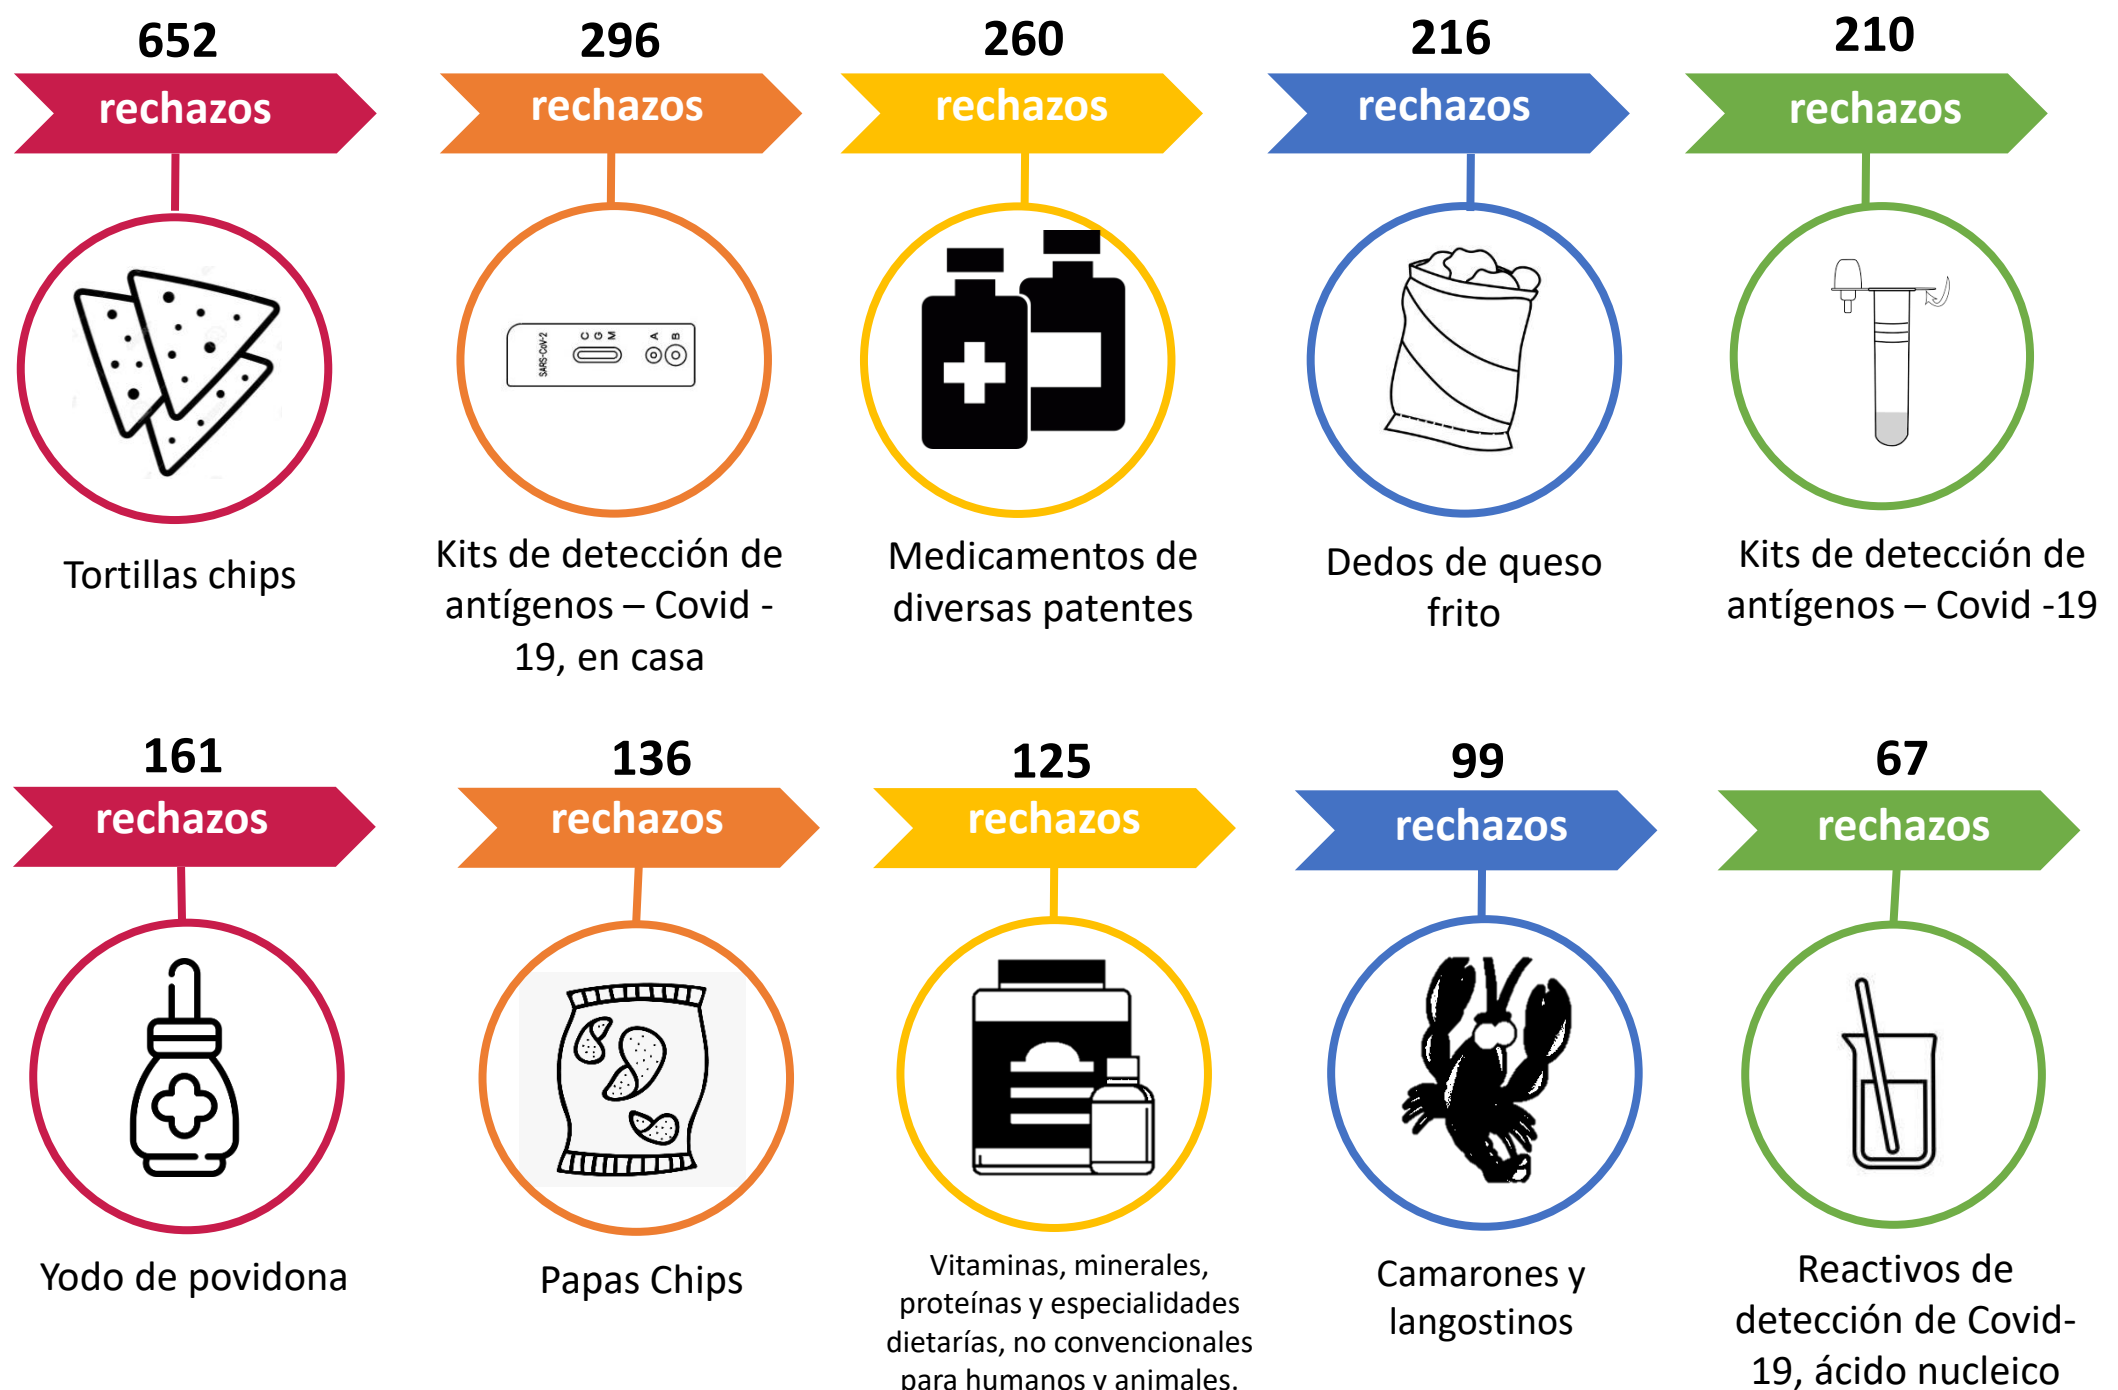 652
rechazos
Tortillas chips
296
rechazos
SARS-CoV-2
C
G
M
A
B
Kits de detección de
antígenos – Covid -
19, en casa
260
rechazos
Medicamentos de
diversas patentes
216
rechazos
Dedos de queso
frito
210
rechazos
Kits de detección de
antígenos – Covid -19
161
rechazos
Yodo de povidona
136
rechazos
Papas Chips
125
rechazos
Vitaminas, minerales,
proteínas y especialidades
dietarías, no convencionales
para humanos y animales.
99
rechazos
Camarones y
langostinos
67
rechazos
Reactivos de
detección de Covid-
19, ácido nucleico